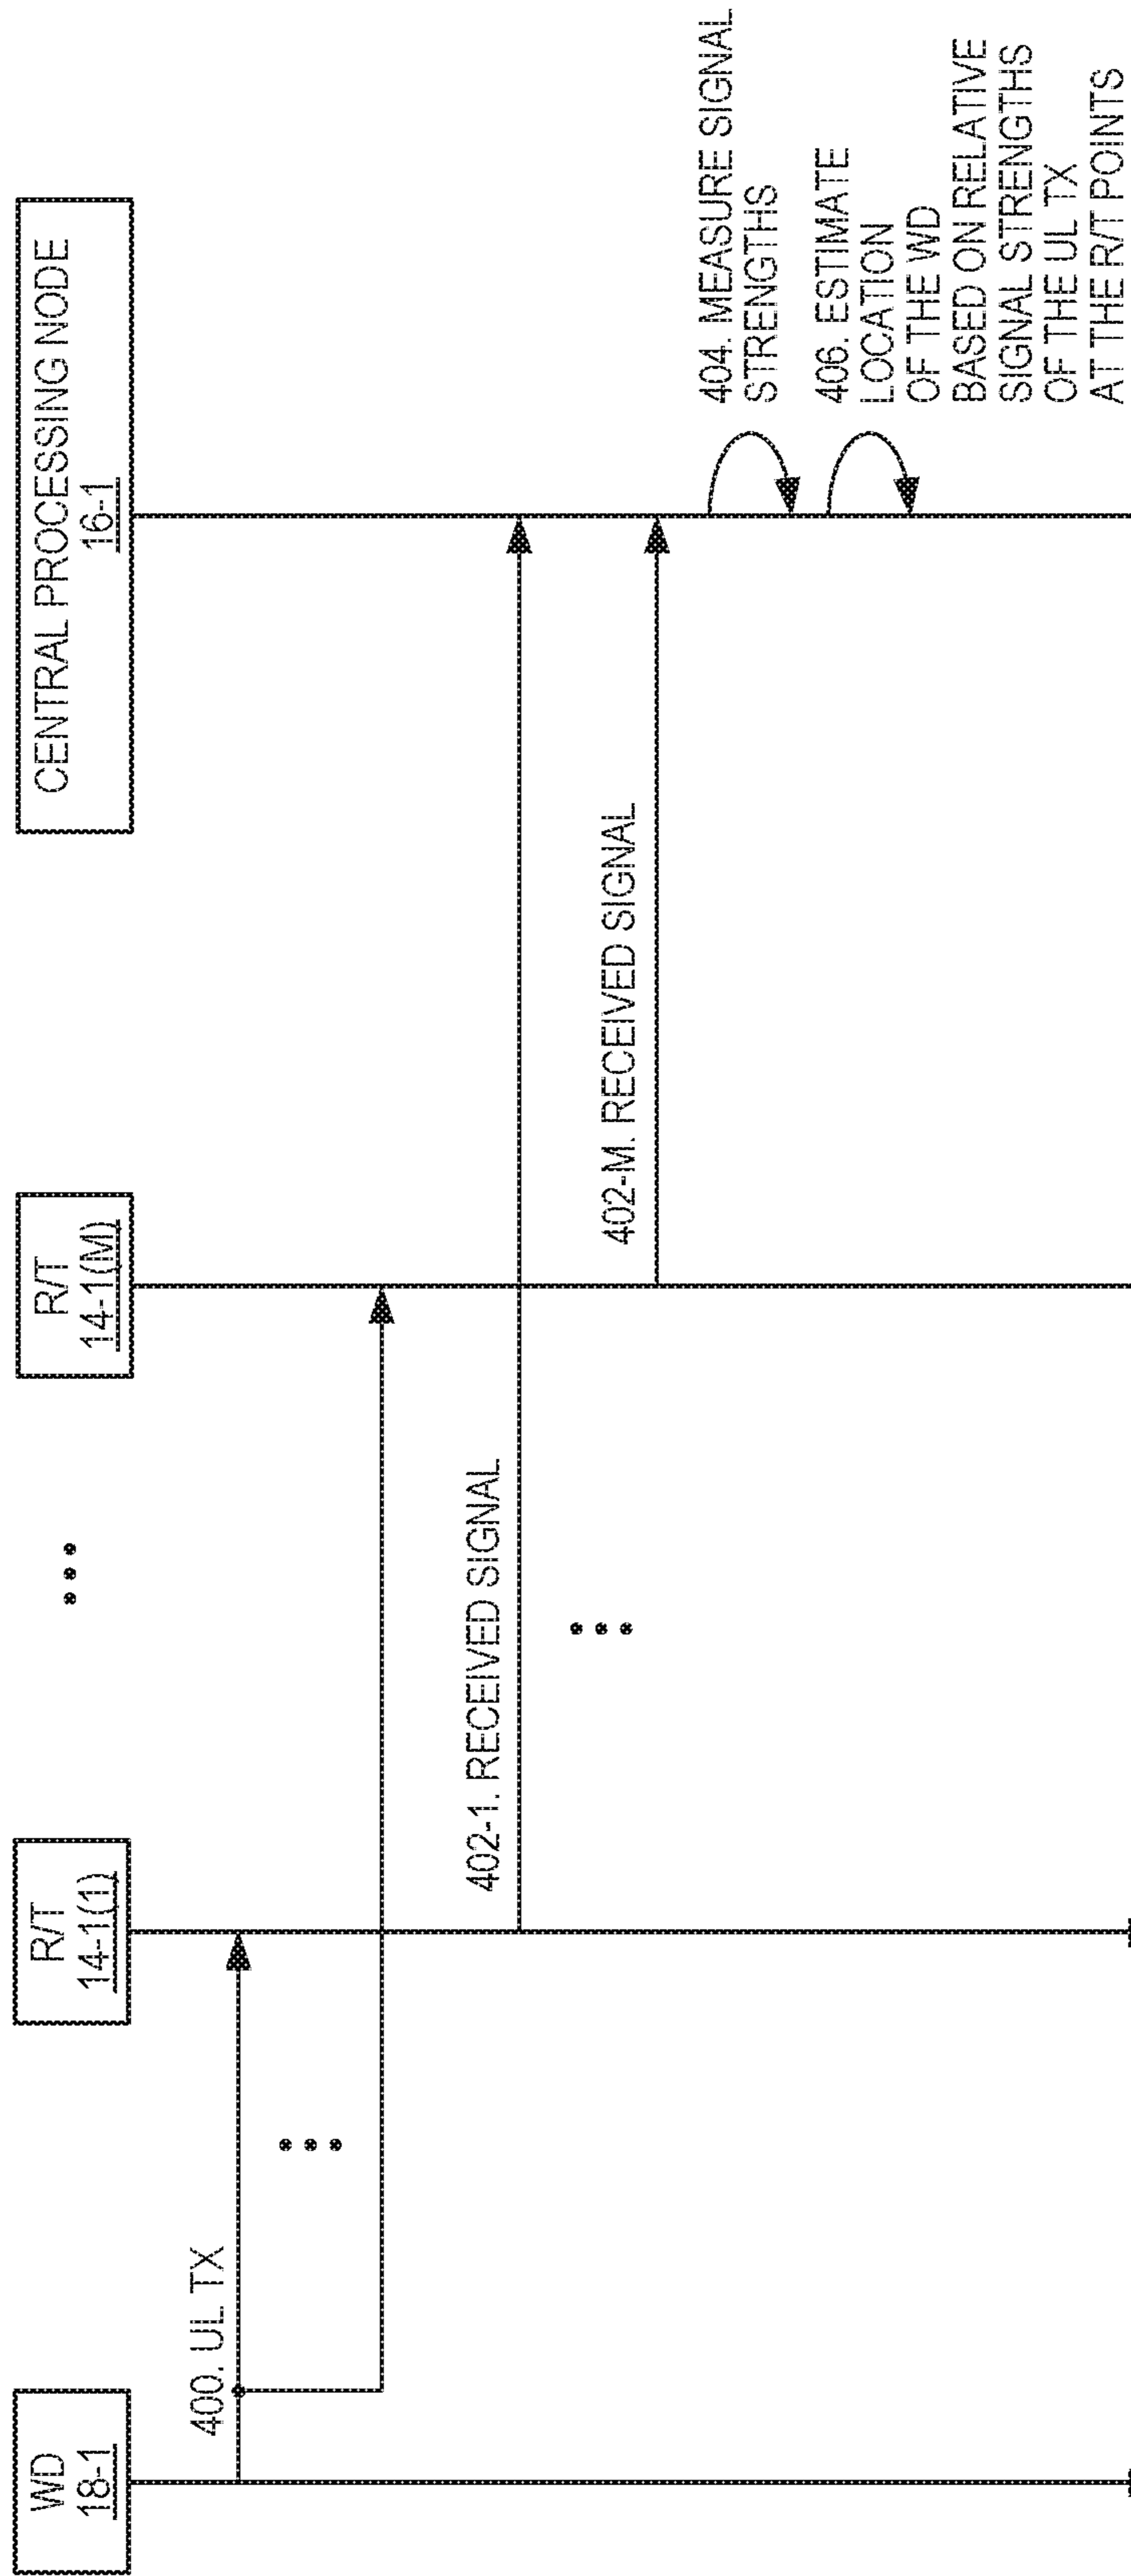 WD
18-1
R/T
14-1(1)
R/T
14-1(M)
CENTRAL PROCESSING NODE
16-1
400. UL TX
402-1. RECEIVED SIGNAL
402-M. RECEIVED SIGNAL
404. MEASURE SIGNAL
STRENGTHS
406. ESTIMATE
LOCATION
OF THE WD
BASED ON RELATIVE
SIGNAL STRENGTHS
OF THE UL TX
AT THE R/T POINTS